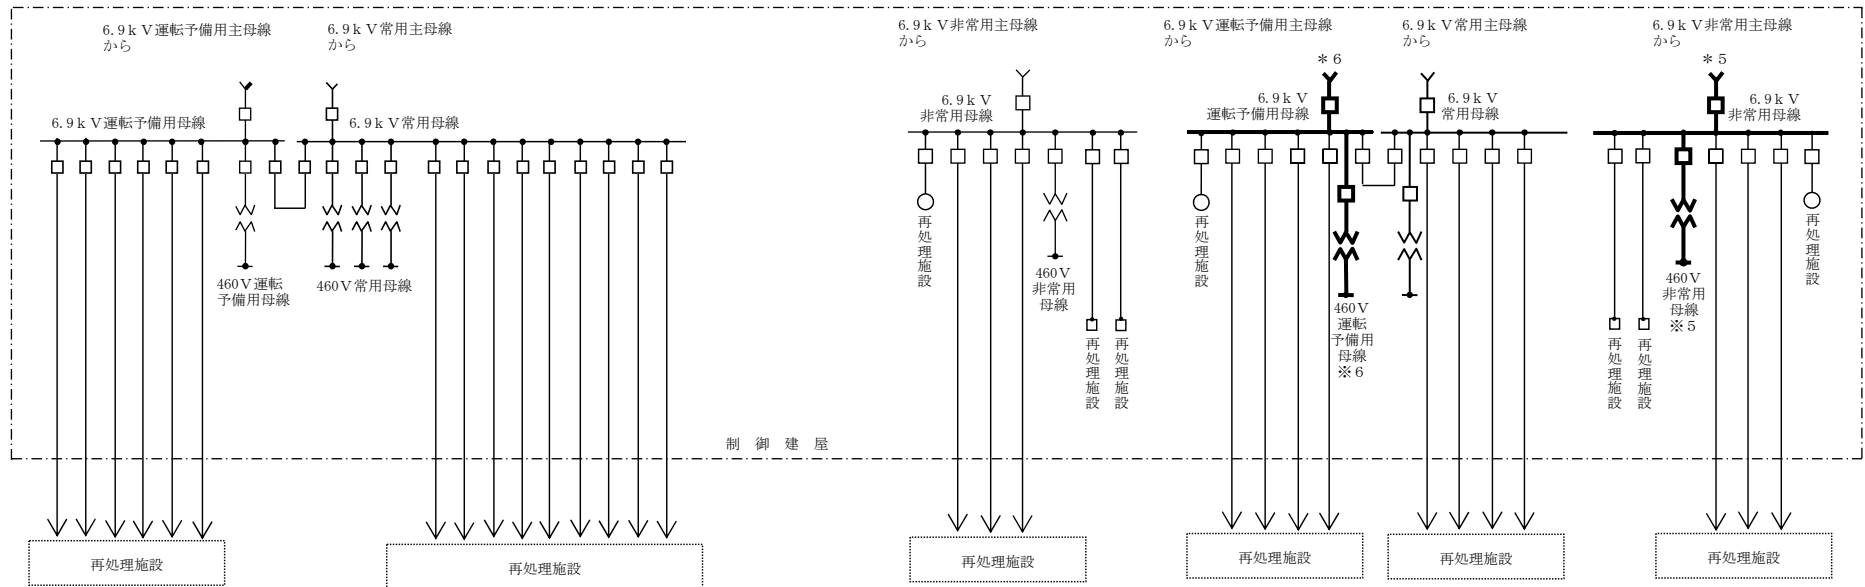 6.9ｋＶ運転予備用主母線
から
6.9ｋＶ常用主母線
から
6.9ｋＶ運転予備用母線
6.9ｋＶ常用母線
460Ｖ運転
予備用母線
460Ｖ常用母線
6.9ｋＶ非常用主母線
から
6.9ｋＶ
非常用母線
再処理施設
460Ｖ
非常用
母線
再処理施設
再処理施設
6.9ｋＶ運転予備用主母線
から
＊６
6.9ｋＶ
運転予備用母線
再処理施設
460Ｖ
運転
予備用
母線
※６
6.9ｋＶ常用主母線
から
6.9ｋＶ
常用母線
6.9ｋＶ非常用主母線
から
＊５
6.9ｋＶ
非常用母線
再処理施設
再処理施設
460Ｖ
非常用
母線
※５
再処理施設
制御建屋
再処理施設
再処理施設
再処理施設
再処理施設
再処理施設
再処理施設